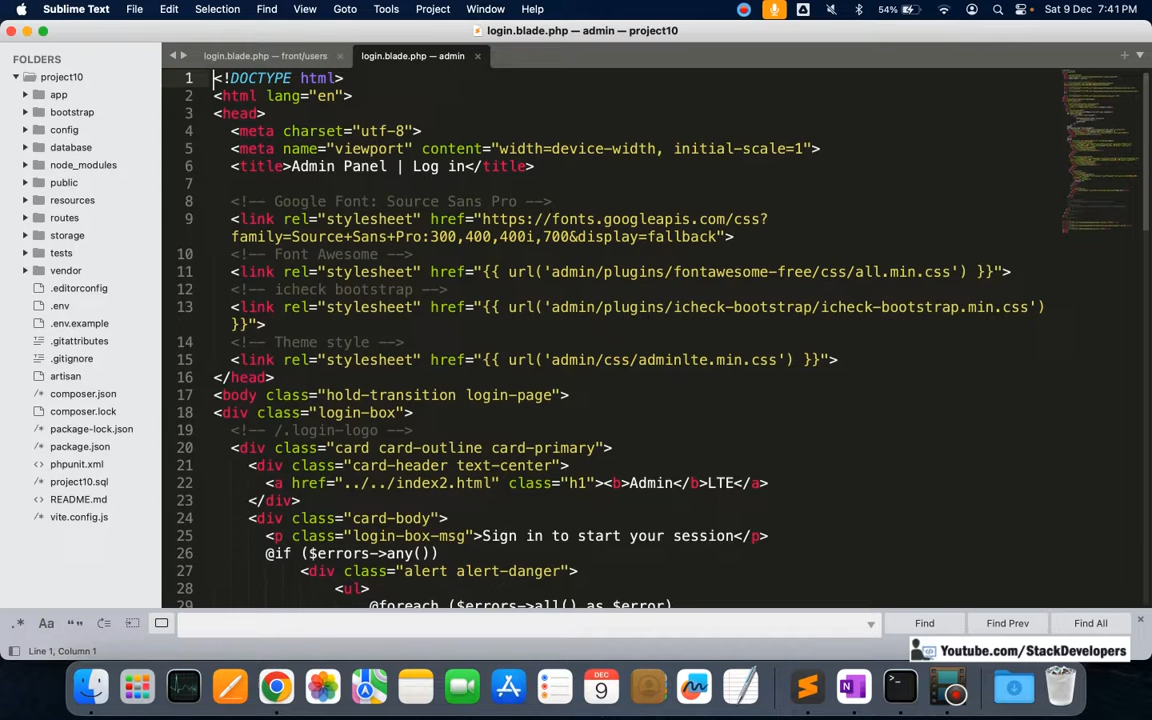 Sublime Text File Edit Selection Find View Goto Tools Project Window Help 54% Sat 9 Dec 7:41 PM
login.blade.php — admin — project10
FOLDERS
project10
app
bootstrap
config
database
node_modules
public
resources
routes
storage
tests
vendor
.editorconfig
.env
.env.example
.gitattributes
.gitignore
artisan
composer.json
composer.lock
package-lock.json
package.json
phpunit.xml
project10.sql
README.md
vite.config.js
login.blade.php — front/users × login.blade.php — admin ×
1 <!DOCTYPE html>
2 <html lang="en">
3 <head>
4 <meta charset="utf-8">
5 <meta name="viewport" content="width=device-width, initial-scale=1">
6 <title>Admin Panel | Log in</title>
7
8 <!-- Google Font: Source Sans Pro -->
9 <link rel="stylesheet" href="https://fonts.googleapis.com/css?
family=Source+Sans+Pro:300,400,400i,700&display=fallback">
10 <!-- Font Awesome -->
11 <link rel="stylesheet" href="{{ url('admin/plugins/fontawesome-free/css/all.min.css') }}">
12 <!-- icheck bootstrap -->
13 <link rel="stylesheet" href="{{ url('admin/plugins/icheck-bootstrap/icheck-bootstrap.min.css')
}}">
14 <!-- Theme style -->
15 <link rel="stylesheet" href="{{ url('admin/css/adminlte.min.css') }}">
16 </head>
17 <body class="hold-transition login-page">
18 <div class="login-box">
19 <!-- /.login-logo -->
20 <div class="card card-outline card-primary">
21 <div class="card-header text-center">
22 <a href="../../index2.html" class="h1"><b>Admin</b>LTE</a>
23 </div>
24 <div class="card-body">
25 <p class="login-box-msg">Sign in to start your session</p>
26 @if ($errors->any())
27 <div class="alert alert-danger">
28 <ul>
29 @foreach ($errors->all() as $error)
.* Aa “” Find Find Prev Find All
Line 1, Column 1
Youtube.com/StackDevelopers
DEC
9